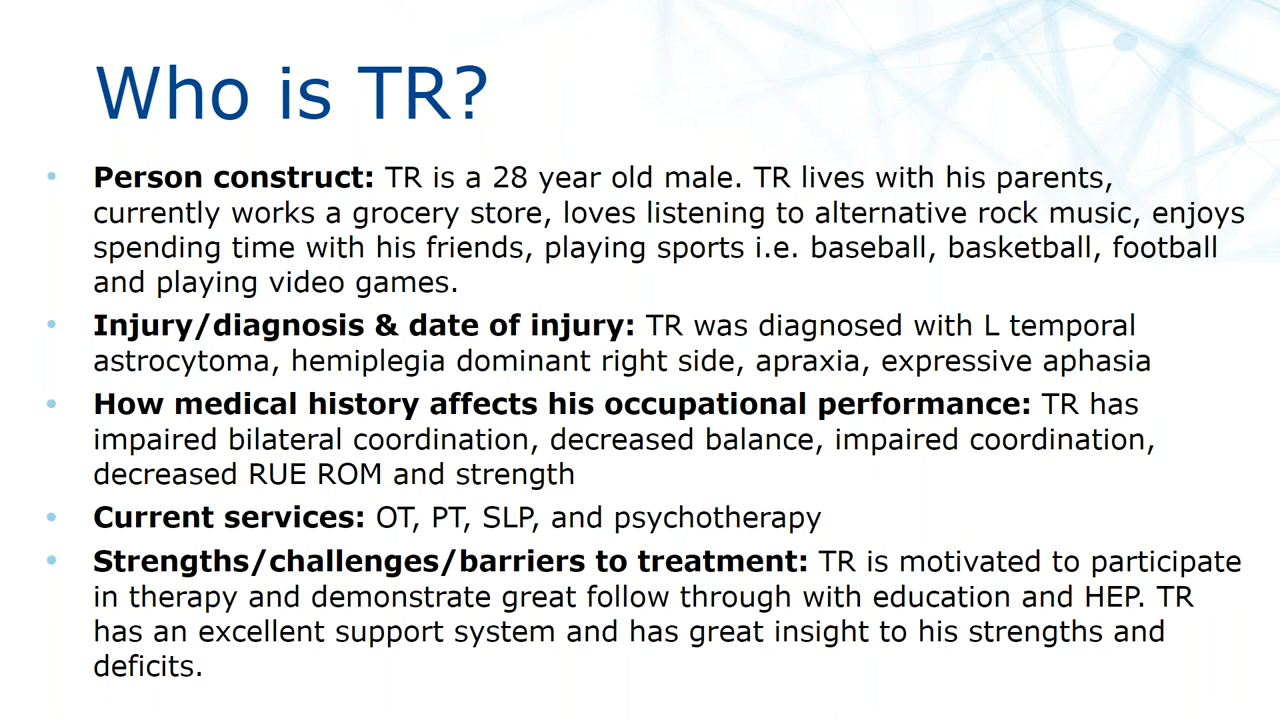 Who is TR?
• Person construct: TR is a 28 year old male. TR lives with his parents,
currently works a grocery store, loves listening to alternative rock music, enjoys
spending time with his friends, playing sports i.e. baseball, basketball, football
and playing video games.
• Injury/diagnosis & date of injury: TR was diagnosed with L temporal
astrocytoma, hemiplegia dominant right side, apraxia, expressive aphasia
• How medical history affects his occupational performance: TR has
impaired bilateral coordination, decreased balance, impaired coordination,
decreased RUE ROM and strength
• Current services: OT, PT, SLP, and psychotherapy
• Strengths/challenges/barriers to treatment: TR is motivated to participate
in therapy and demonstrate great follow through with education and HEP. TR
has an excellent support system and has great insight to his strengths and
deficits.